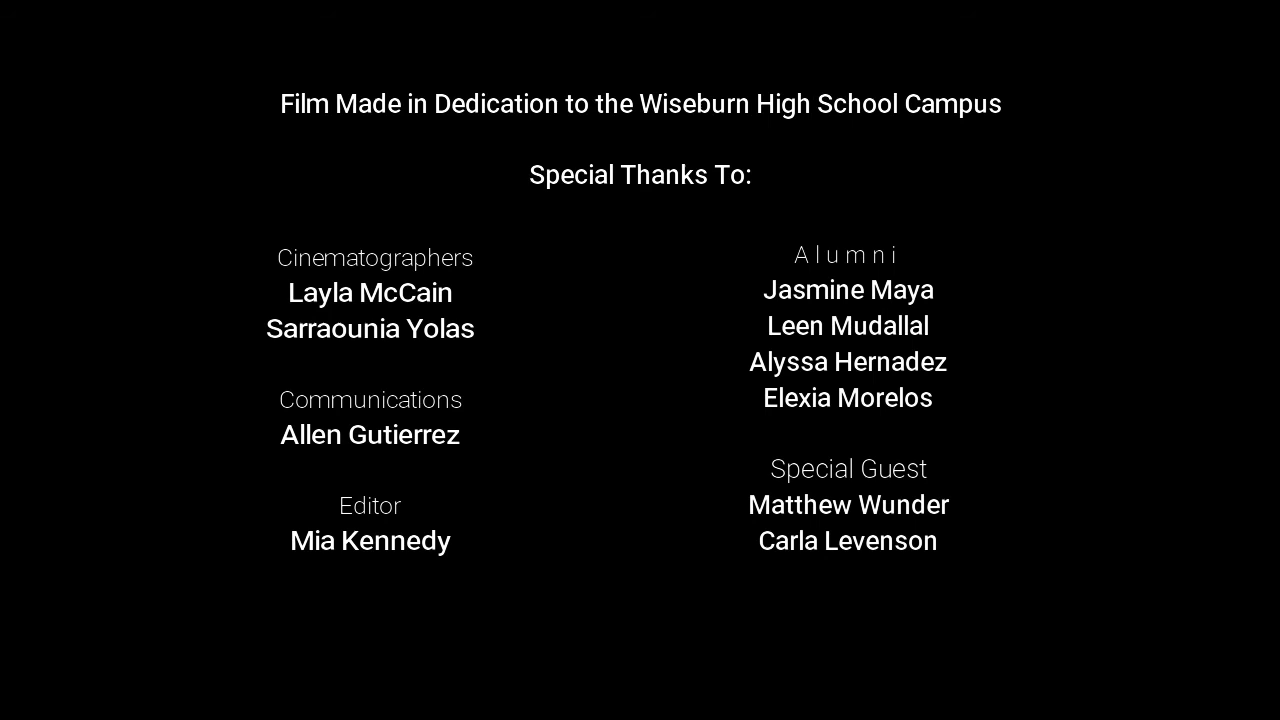 Film Made in Dedication to the Wiseburn High School Campus
Special Thanks To:
Cinematographers
Layla McCain
Sarraounia Yolas
Communications
Allen Gutierrez
Editor
Mia Kennedy
Alumni
Jasmine Maya
Leen Mudallal
Alyssa Hernadez
Elexia Morelos
Special Guest
Matthew Wunder
Carla Levenson